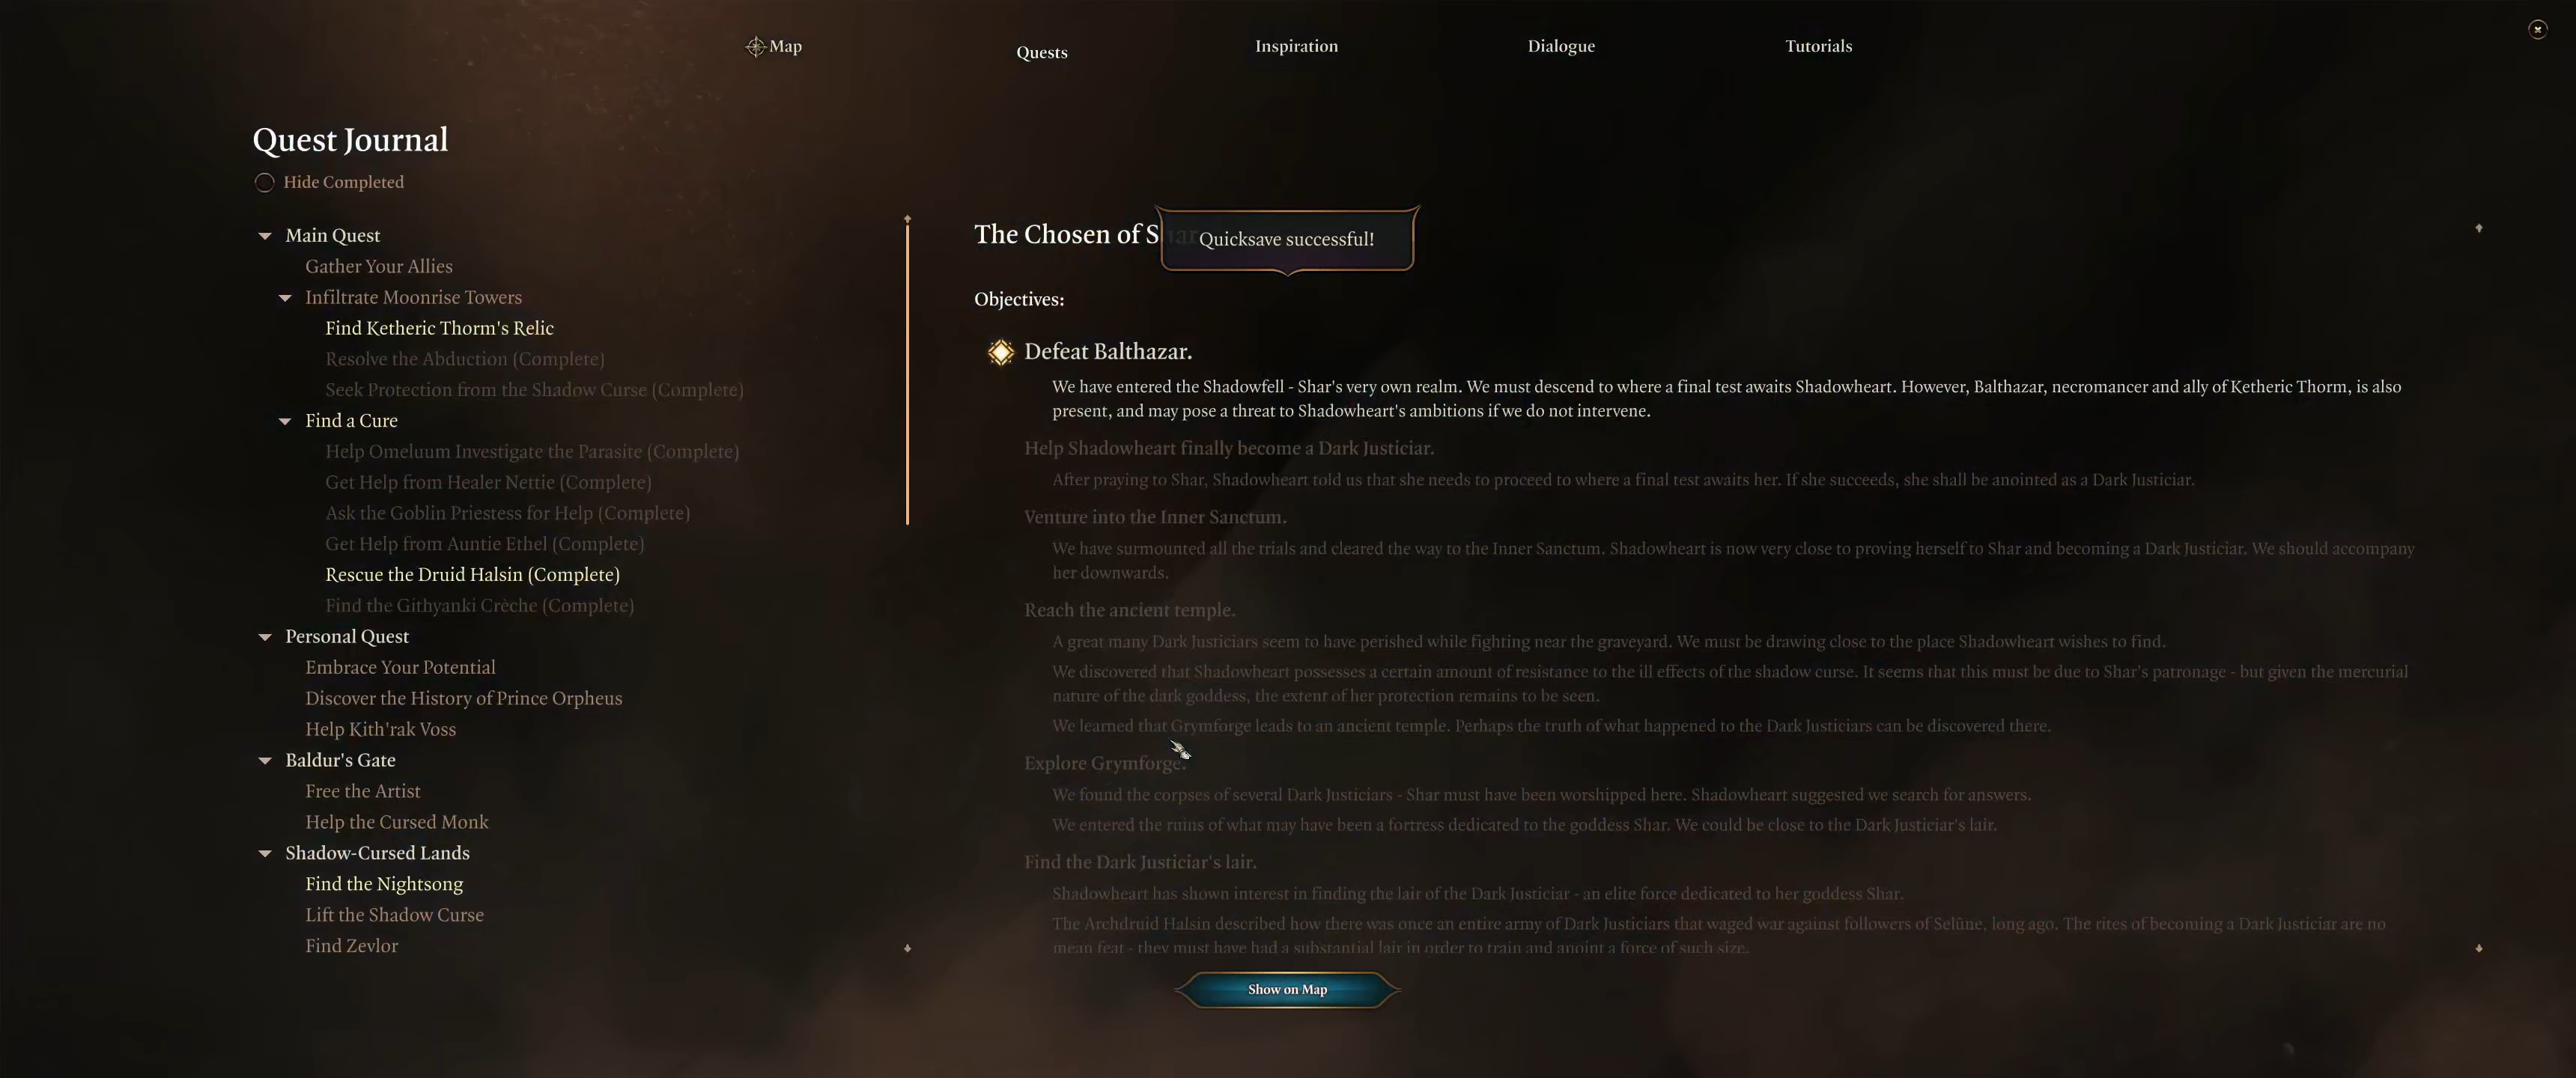 Map
Quests
Inspiration
Dialogue
Tutorials
Quest Journal
Hide Completed
Main Quest
Gather Your Allies
Infiltrate Moonrise Towers
Find Ketheric Thorm's Relic
Resolve the Abduction (Complete)
Seek Protection from the Shadow Curse (Complete)
Find a Cure
Help Omeluum Investigate the Parasite (Complete)
Get Help from Healer Nettie (Complete)
Ask the Goblin Priestess for Help (Complete)
Get Help from Auntie Ethel (Complete)
Rescue the Druid Halsin (Complete)
Find the Githyanki Crèche (Complete)
Personal Quest
Embrace Your Potential
Discover the History of Prince Orpheus
Help Kith'rak Voss
Baldur's Gate
Free the Artist
Help the Cursed Monk
Shadow-Cursed Lands
Find the Nightsong
Lift the Shadow Curse
Find Zevlor
The Chosen of Shar
Quicksave successful!
Objectives:
Defeat Balthazar.
We have entered the Shadowfell - Shar's very own realm. We must descend to where a final test awaits Shadowheart. However, Balthazar, necromancer and ally of Ketheric Thorm, is also
present, and may pose a threat to Shadowheart's ambitions if we do not intervene.
Help Shadowheart finally become a Dark Justiciar.
After praying to Shar, Shadowheart told us that she needs to proceed to where a final test awaits her. If she succeeds, she shall be anointed as a Dark Justiciar.
Venture into the Inner Sanctum.
We have surmounted all the trials and cleared the way to the Inner Sanctum. Shadowheart is now very close to proving herself to Shar and becoming a Dark Justiciar. We should accompany
her downwards.
Reach the ancient temple.
A great many Dark Justiciars seem to have perished while fighting near the graveyard. We must be drawing close to the place Shadowheart wishes to find.
We discovered that Shadowheart possesses a certain amount of resistance to the ill effects of the shadow curse. It seems that this must be due to Shar's patronage - but given the mercurial
nature of the dark goddess, the extent of her protection remains to be seen.
We learned that Grymforge leads to an ancient temple. Perhaps the truth of what happened to the Dark Justiciars can be discovered there.
Explore Grymforge.
We found the corpses of several Dark Justiciars - Shar must have been worshipped here. Shadowheart suggested we search for answers.
We entered the ruins of what may have been a fortress dedicated to the goddess Shar. We could be close to the Dark Justiciar's lair.
Find the Dark Justiciar's lair.
Shadowheart has shown interest in finding the lair of the Dark Justiciar - an elite force dedicated to her goddess Shar.
The Archdruid Halsin described how there was once an entire army of Dark Justiciars that waged war against followers of Selûne, long ago. The rites of becoming a Dark Justiciar are no
mean feat - they must have had a substantial lair in order to train and anoint a force of such size.
Show on Map